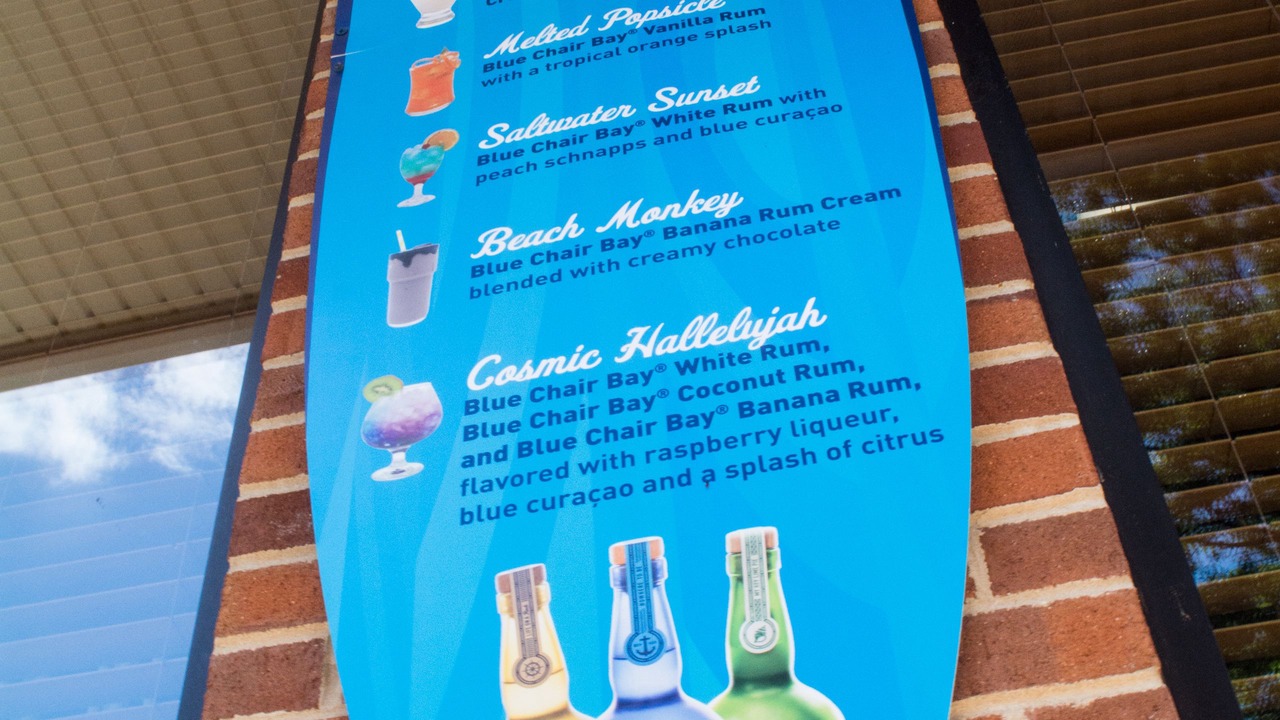 Melted Popsicle
Blue Chair Bay® Vanilla Rum
with a tropical orange splash
Saltwater Sunset
Blue Chair Bay® White Rum with
peach schnapps and blue curaçao
Beach Monkey
Blue Chair Bay® Banana Rum Cream
blended with creamy chocolate
Cosmic Hallelujah
Blue Chair Bay® White Rum,
Blue Chair Bay® Coconut Rum,
and Blue Chair Bay® Banana Rum,
flavored with raspberry liqueur,
blue curaçao and a splash of citrus